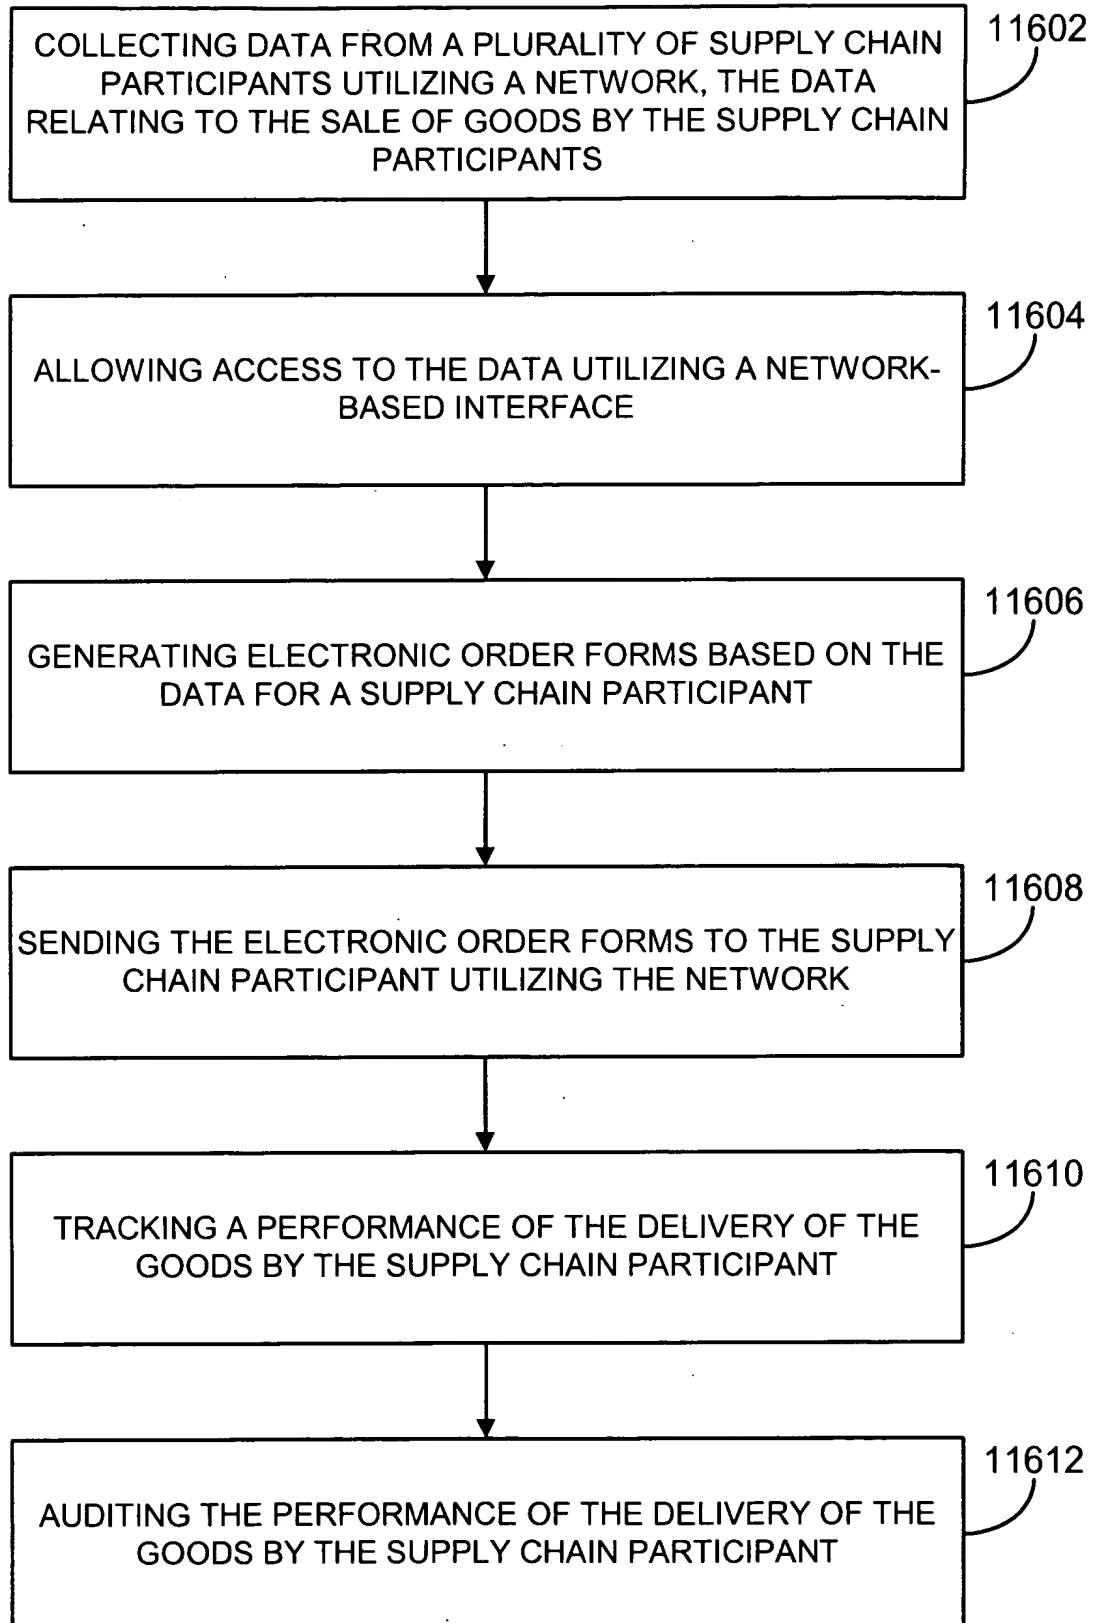 11602
COLLECTING DATA FROM A PLURALITY OF SUPPLY CHAIN
PARTICIPANTS UTILIZING A NETWORK, THE DATA
RELATING TO THE SALE OF GOODS BY THE SUPPLY CHAIN
PARTICIPANTS
11604
ALLOWING ACCESS TO THE DATA UTILIZING A NETWORK-
BASED INTERFACE
11606
GENERATING ELECTRONIC ORDER FORMS BASED ON THE
DATA FOR A SUPPLY CHAIN PARTICIPANT
11608
SENDING THE ELECTRONIC ORDER FORMS TO THE SUPPLY
CHAIN PARTICIPANT UTILIZING THE NETWORK
11610
TRACKING A PERFORMANCE OF THE DELIVERY OF THE
GOODS BY THE SUPPLY CHAIN PARTICIPANT
11612
AUDITING THE PERFORMANCE OF THE DELIVERY OF THE
GOODS BY THE SUPPLY CHAIN PARTICIPANT